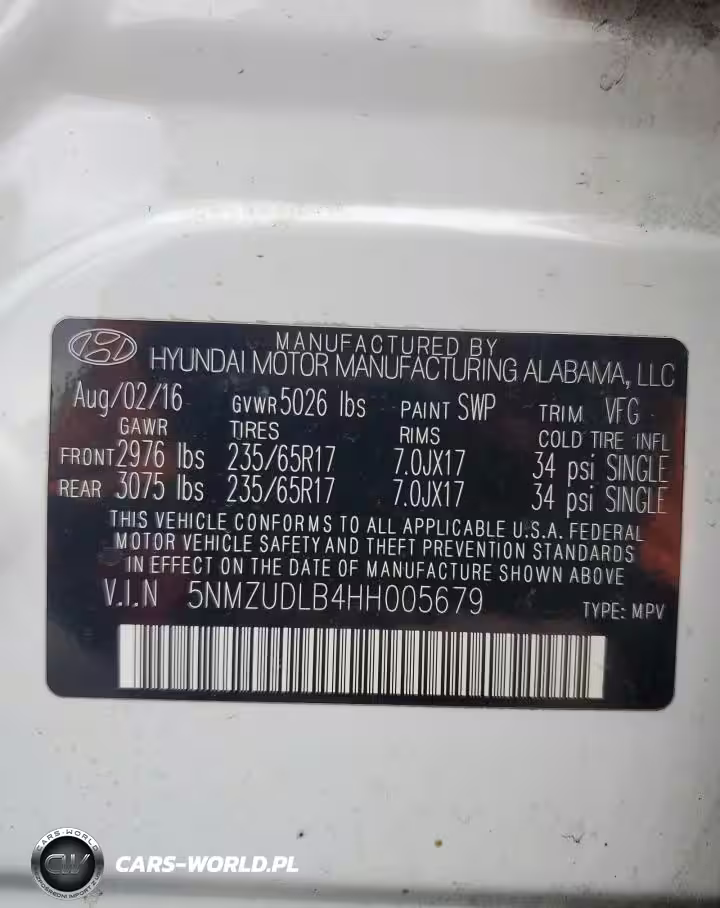 MANUFACTURED BY
HYUNDAI MOTOR MANUFACTURING ALABAMA, LLC
Aug/02/16 GVWR 5026 lbs PAINT SWP TRIM VFG
GAWR TIRES RIMS COLD TIRE INFL
FRONT 2976 lbs 235/65R17 7.0JX17 34 psi SINGLE
REAR 3075 lbs 235/65R17 7.0JX17 34 psi SINGLE
THIS VEHICLE CONFORMS TO ALL APPLICABLE U.S.A. FEDERAL
MOTOR VEHICLE SAFETY AND THEFT PREVENTION STANDARDS
IN EFFECT ON THE DATE OF MANUFACTURE SHOWN ABOVE
V.I.N 5NMZUDLB4HH005679 TYPE: MPV
CARS-WORLD
CW
CARS-WORLD.PL